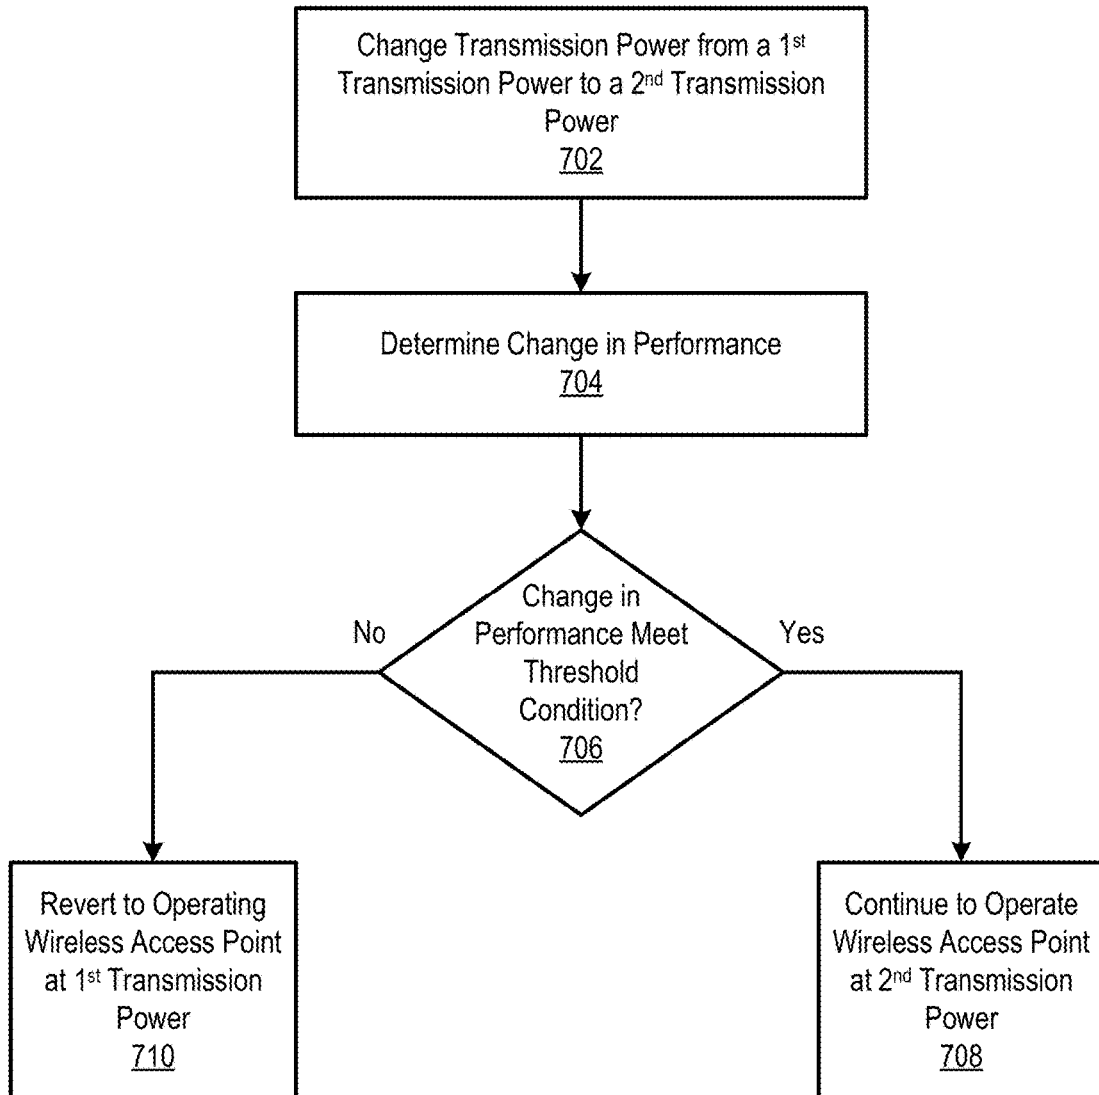 Change Transmission Power from a 1st
Transmission Power to a 2nd Transmission
Power
702
Determine Change in Performance
704
Change in
Performance Meet
Threshold
Condition?
706
No
Yes
Revert to Operating
Wireless Access Point
at 1st Transmission
Power
710
Continue to Operate
Wireless Access Point
at 2nd Transmission
Power
708